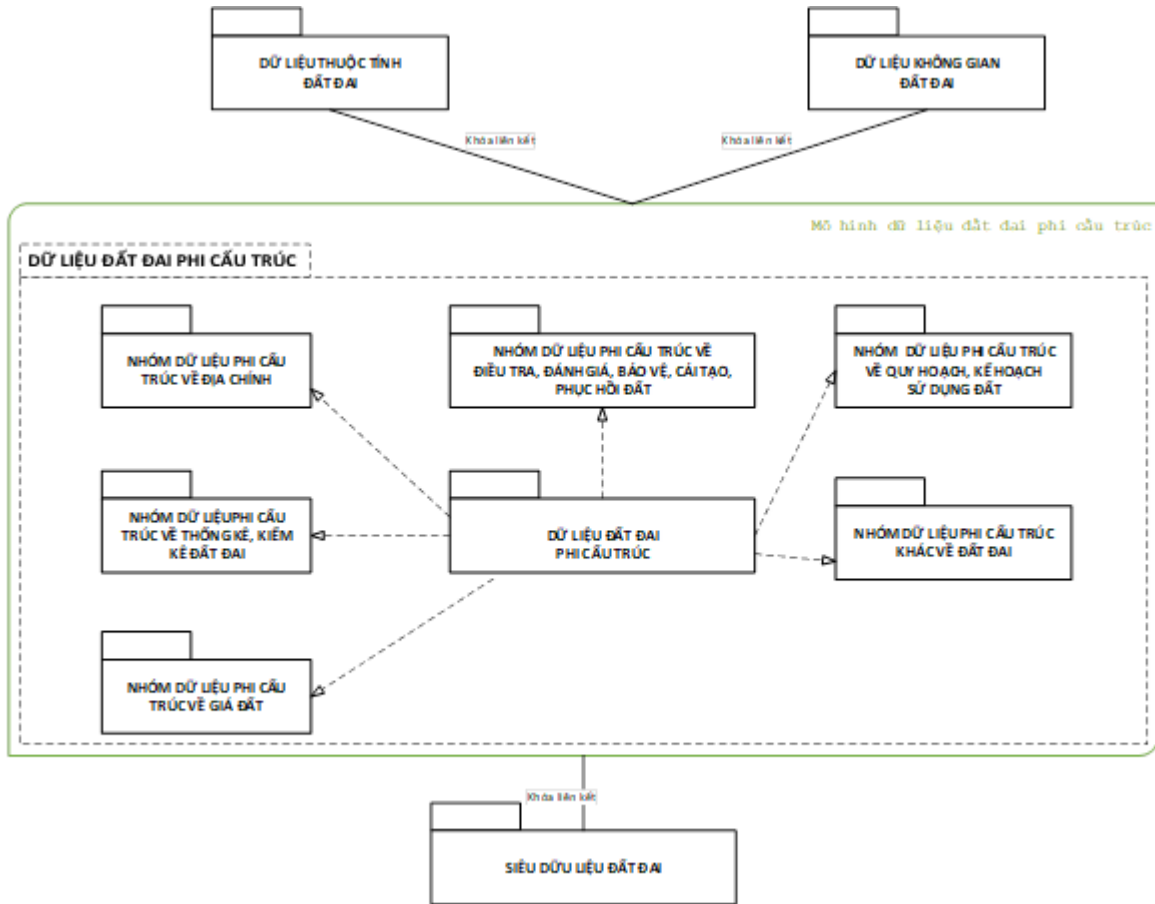 DỮ LIỆU THUỘC TÍNH
ĐẤT ĐAI
DỮ LIỆU KHÔNG GIAN
ĐẤT ĐAI
Khóa liên kết
Khóa liên kết
Mô hình dữ liệu đất đai phi cấu trúc
DỮ LIỆU ĐẤT ĐAI PHI CẤU TRÚC
NHÓM DỮ LIỆU PHI CẤU
TRÚC VỀ ĐỊA CHÍNH
NHÓM DỮ LIỆU PHI CẤU TRÚC VỀ
ĐIỀU TRA, ĐÁNH GIÁ, BẢO VỆ, CẢI TẠO,
PHỤC HỒI ĐẤT
NHÓM DỮ LIỆU PHI CẤU TRÚC
VỀ QUY HOẠCH, KẾ HOẠCH
SỬ DỤNG ĐẤT
NHÓM DỮ LIỆU PHI CẤU
TRÚC VỀ THỐNG KÊ, KIỂM
KÊ ĐẤT ĐAI
DỮ LIỆU ĐẤT ĐAI
PHI CẤU TRÚC
NHÓM DỮ LIỆU PHI CẤU TRÚC
KHÁC VỀ ĐẤT ĐAI
NHÓM DỮ LIỆU PHI CẤU
TRÚC VỀ GIÁ ĐẤT
Khóa liên kết
SIÊU DỮU LIỆU ĐẤT ĐAI